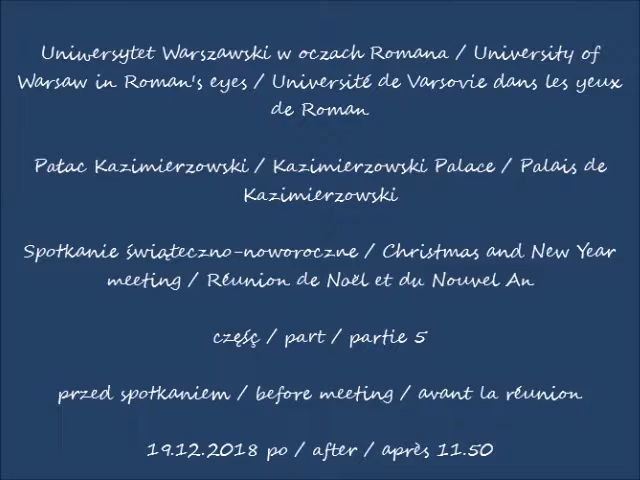 Uniwersytet Warszawski w oczach Romana / University of
Warsaw in Roman's eyes / Université de Varsovie dans les yeux
de Roman
Pałac Kazimierzowski / Kazimierzowski Palace / Palais de
Kazimierzowski
Spotkanie świąteczno-noworoczne / Christmas and New Year
meeting / Réunion de Noël et du Nouvel An
częśç / part / partie 5
przed spotkaniem / before meeting / avant la réunion
19.12.2018 po / after / après 11.50